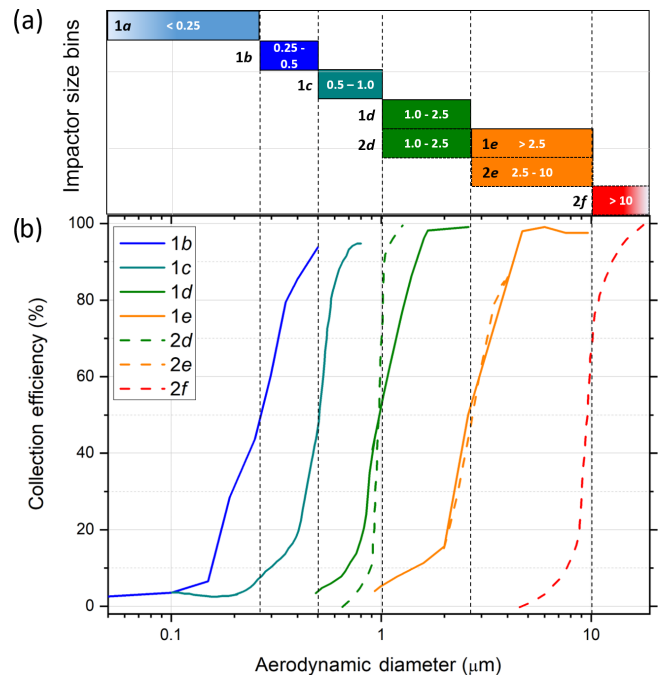 (a)
Impactor size bins
1a < 0.25
1b 0.25 -
0.5
1c 0.5 – 1.0
1d 1.0 - 2.5
2d 1.0 - 2.5
1e > 2.5
2e 2.5 - 10
2f > 10
(b)
Collection efficiency (%)
100
80
60
40
20
0
1b
1c
1d
1e
2d
2e
2f
0.1 1 10
Aerodynamic diameter (μm)